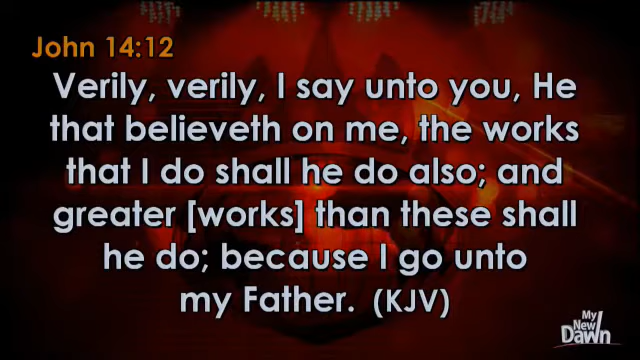 John 14:12
Verily, verily, I say unto you, He
that believeth on me, the works
that I do shall he do also; and
greater [works] than these shall
he do; because I go unto
my Father. (KJV)
My
New
Dawn